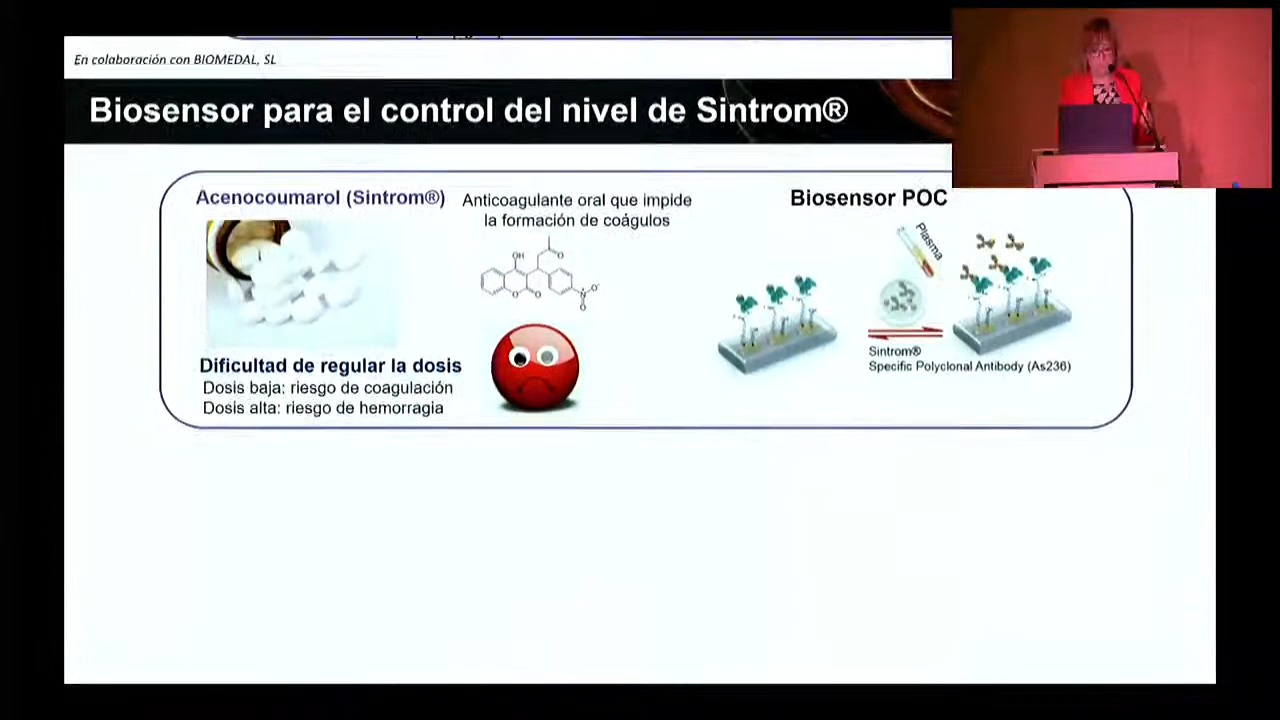 En colaboración con BIOMEDAL, SL
Biosensor para el control del nivel de Sintrom®
Acenocoumarol (Sintrom®)
Anticoagulante oral que impide
la formación de coágulos
OH
O
O
O
N
O⁻
O
Dificultad de regular la dosis
Dosis baja: riesgo de coagulación
Dosis alta: riesgo de hemorragia
Biosensor POC
Plasma
Sintrom®
Specific Polyclonal Antibody (As236)